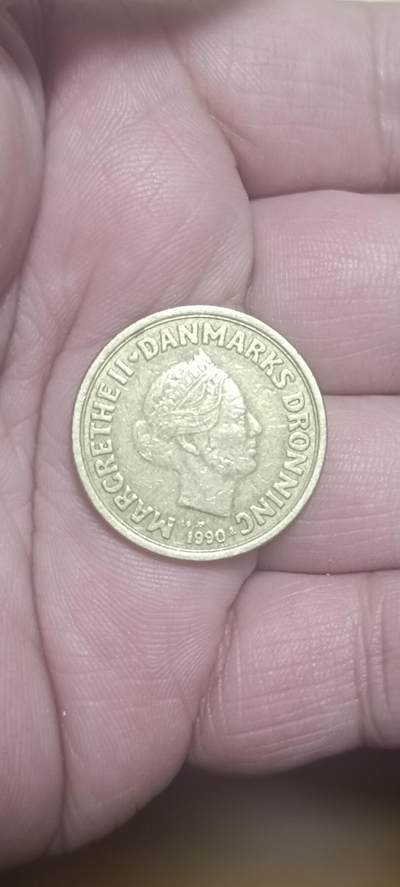 MARGRETHE II ♥ DANMARKS DRONNING
1990